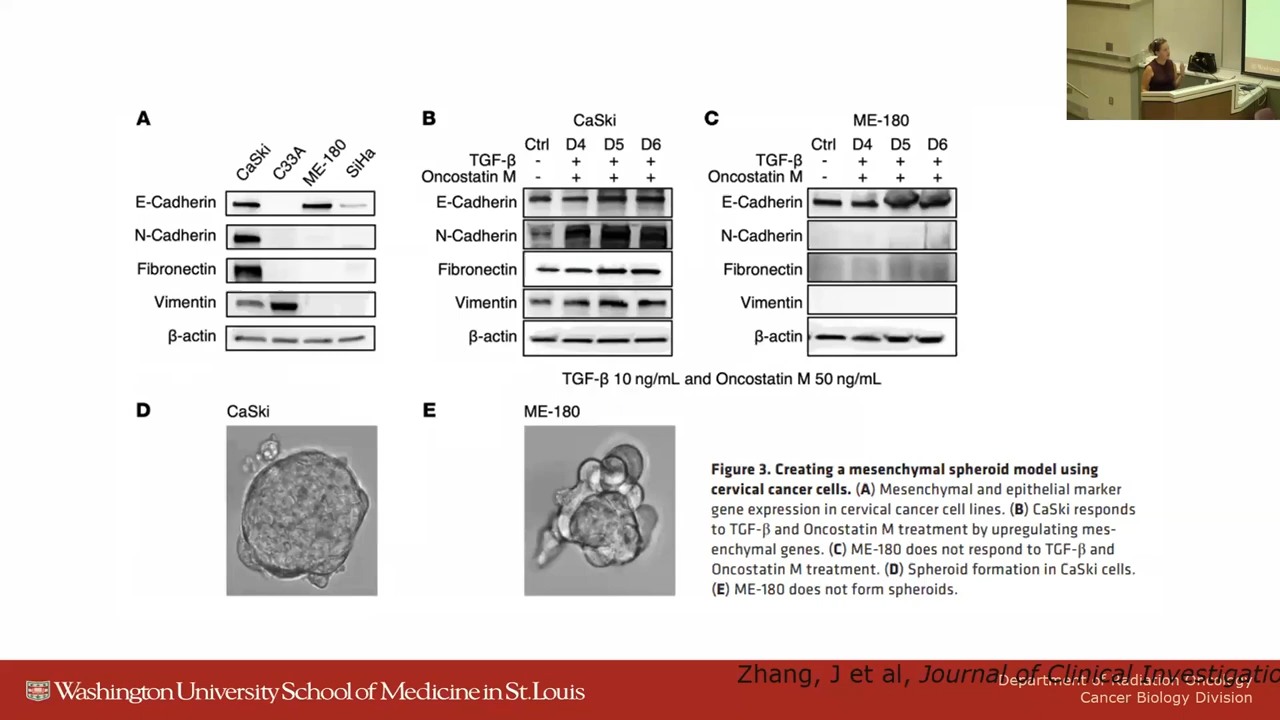 A
CaSki
C33A
ME-180
SiHa
E-Cadherin
N-Cadherin
Fibronectin
Vimentin
β-actin
B
CaSki
Ctrl D4 D5 D6
TGF-β - + + +
Oncostatin M - + + +
E-Cadherin
N-Cadherin
Fibronectin
Vimentin
β-actin
C
ME-180
Ctrl D4 D5 D6
TGF-β - + + +
Oncostatin M - + + +
E-Cadherin
N-Cadherin
Fibronectin
Vimentin
β-actin
TGF-β 10 ng/mL and Oncostatin M 50 ng/mL
D
CaSki
E
ME-180
Figure 3. Creating a mesenchymal spheroid model using
cervical cancer cells. (A) Mesenchymal and epithelial marker
gene expression in cervical cancer cell lines. (B) CaSki responds
to TGF-β and Oncostatin M treatment by upregulating mes-
enchymal genes. (C) ME-180 does not respond to TGF-β and
Oncostatin M treatment. (D) Spheroid formation in CaSki cells.
(E) ME-180 does not form spheroids.
Zhang, J et al, Journal of Clinical Investigatio
Washington University School of Medicine in St. Louis
Department of Radiation Oncology
Cancer Biology Division